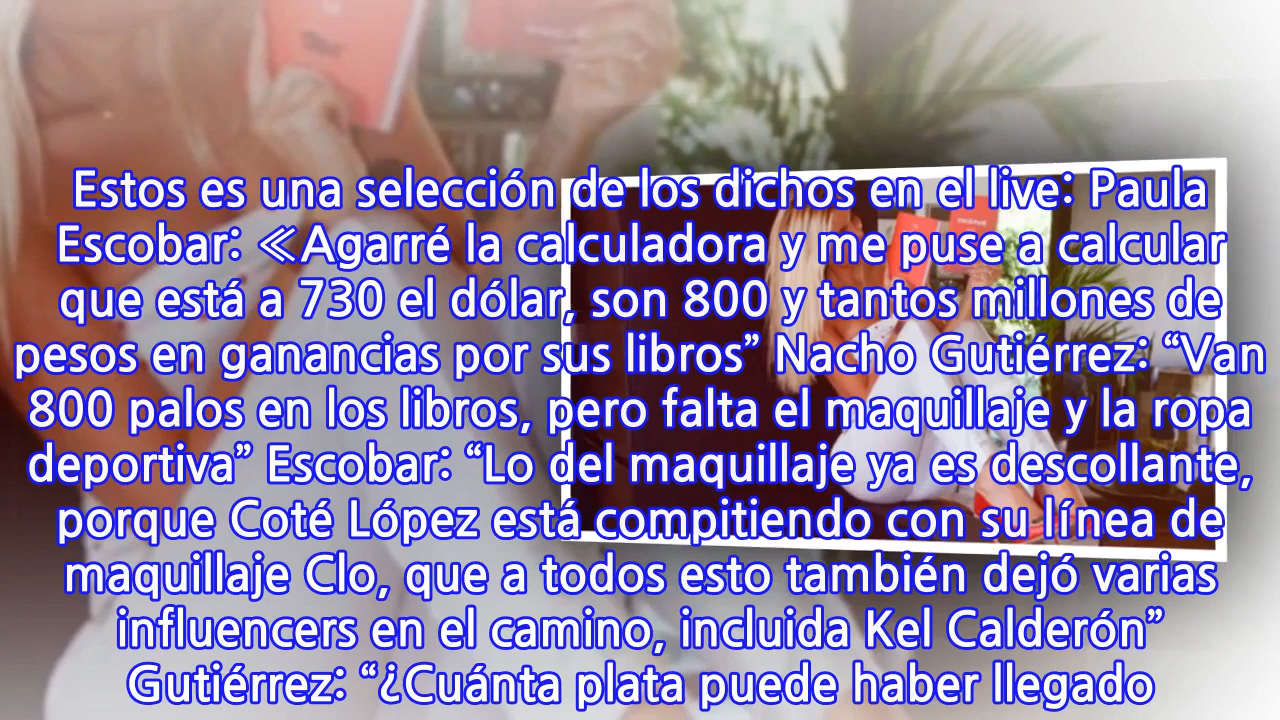 Estos es una selección de los dichos en el live: Paula
Escobar: ≪Agarré la calculadora y me puse a calcular
que está a 730 el dólar, son 800 y tantos millones de
pesos en ganancias por sus libros” Nacho Gutiérrez: “Van
800 palos en los libros, pero falta el maquillaje y la ropa
deportiva” Escobar: “Lo del maquillaje ya es descollante,
porque Coté López está compitiendo con su línea de
maquillaje Clo, que a todos esto también dejó varias
influencers en el camino, incluida Kel Calderón”
Gutiérrez: “¿Cuánta plata puede haber llegado